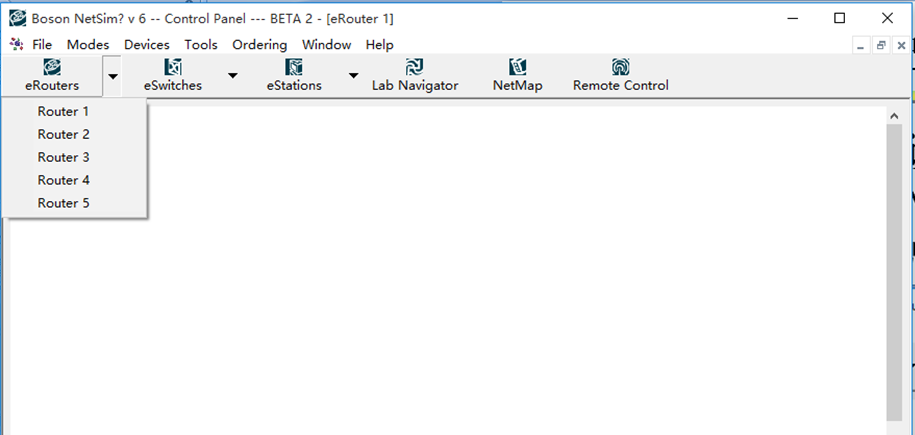 Boson NetSim? v 6 -- Control Panel --- BETA 2 - [eRouter 1]
File Modes Devices Tools Ordering Window Help
eRouters eSwitches eStations Lab Navigator NetMap Remote Control
Router 1
Router 2
Router 3
Router 4
Router 5